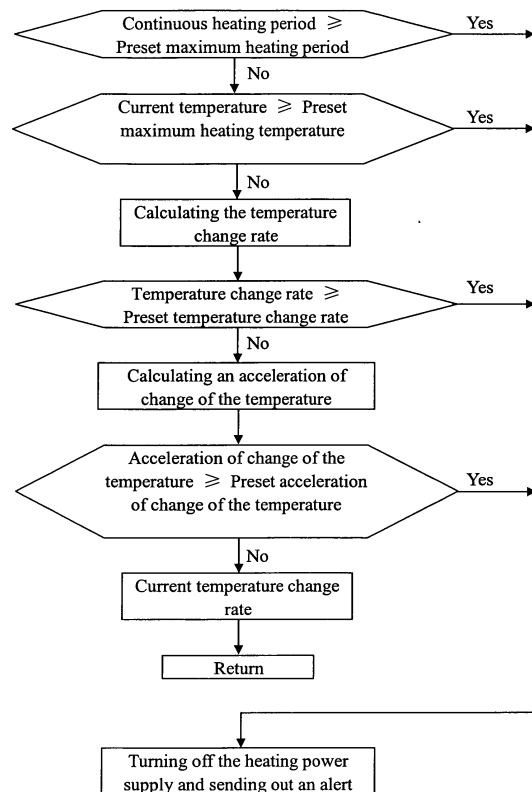 Continuous heating period ⩾
Preset maximum heating period
Yes
No
Current temperature ⩾ Preset
maximum heating temperature
Yes
No
Calculating the temperature
change rate
Temperature change rate ⩾
Preset temperature change rate
Yes
No
Calculating an acceleration of
change of the temperature
Acceleration of change of the
temperature ⩾ Preset acceleration
of change of the temperature
Yes
No
Current temperature change
rate
Return
Turning off the heating power
supply and sending out an alert